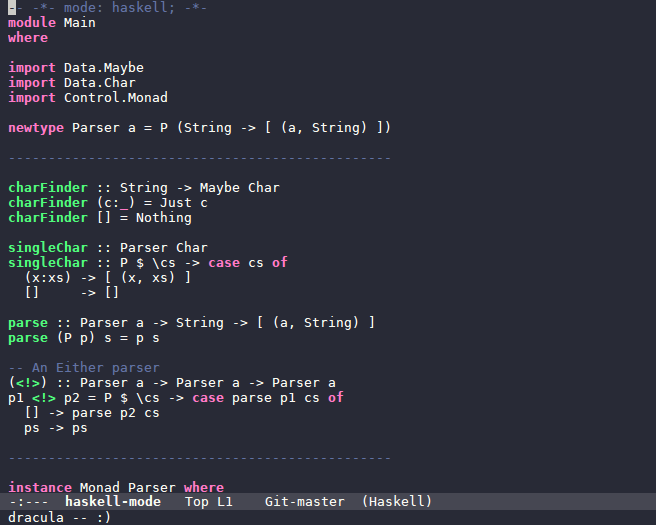 -- -*- mode: haskell; -*-
module Main
where
import Data.Maybe
import Data.Char
import Control.Monad
newtype Parser a = P (String -> [ (a, String) ])
------------------------------------------------
charFinder :: String -> Maybe Char
charFinder (c:_) = Just c
charFinder [] = Nothing
singleChar :: Parser Char
singleChar :: P $ \cs -> case cs of
  (x:xs) -> [ (x, xs) ]
  []     -> []
parse :: Parser a -> String -> [ (a, String) ]
parse (P p) s = p s
-- An Either parser
(<!>) :: Parser a -> Parser a -> Parser a
p1 <!> p2 = P $ \cs -> case parse p1 cs of
  [] -> parse p2 cs
  ps -> ps
------------------------------------------------
instance Monad Parser where
-:---  haskell-mode   Top L1    Git-master  (Haskell)
dracula -- :)